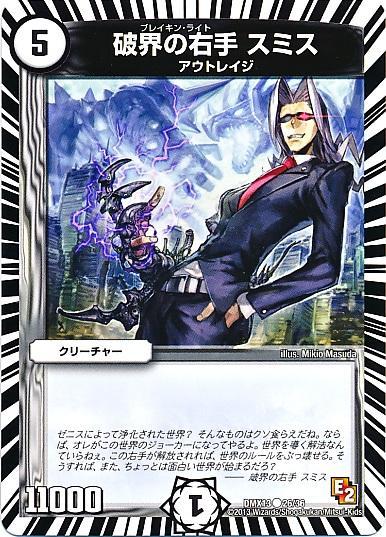 5
ブレイキン・ライト
破界の右手 スミス
アウトレイジ
illus. Mikio Masuda
クリーチャー
ゼニスによって浄化された世界? そんなものはクソ食らえだね。なら
ば、オレがこの世界のジョーカーになってやるよ。世界を導く解法なん
ていらねぇ。この右手が解放されれば、世界のルールをぶっ壊せる。そ
うすれば、また、ちょっとは面白い世界が始まるだろ?
── 破界の右手 スミス
11000
1
DMX13 26/36
E2
©2013 Wizards/Shogakukan/Mitsui-Kids